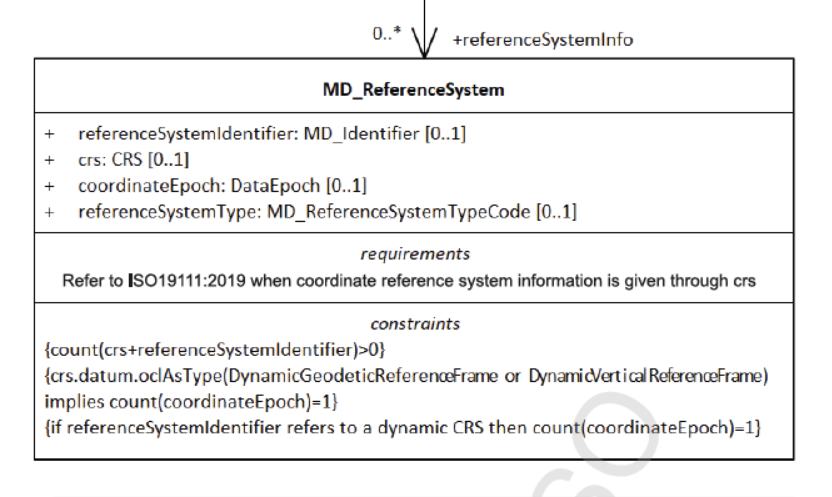 0..* +referenceSystemInfo
MD_ReferenceSystem
+ referenceSystemIdentifier: MD_Identifier [0..1]
+ crs: CRS [0..1]
+ coordinateEpoch: DataEpoch [0..1]
+ referenceSystemType: MD_ReferenceSystemTypeCode [0..1]
requirements
Refer to ISO19111:2019 when coordinate reference system information is given through crs
constraints
{count(crs+referenceSystemIdentifier)>0}
{crs.datum.oclAsType(DynamicGeodeticReferenceFrame or DynamicVerticalReferenceFrame)
implies count(coordinateEpoch)=1}
{if referenceSystemIdentifier refers to a dynamic CRS then count(coordinateEpoch)=1}